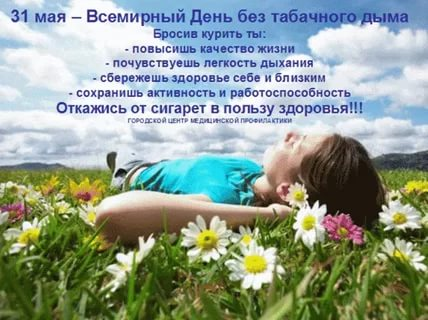 31 мая – Всемирный День без табачного дыма
Бросив курить ты:
- повысишь качество жизни
- почувствуешь легкость дыхания
- сбережешь здоровье себе и близким
- сохранишь активность и работоспособность
Откажись от сигарет в пользу здоровья!!!
ГОРОДСКОЙ ЦЕНТР МЕДИЦИНСКОЙ ПРОФИЛАКТИКИ